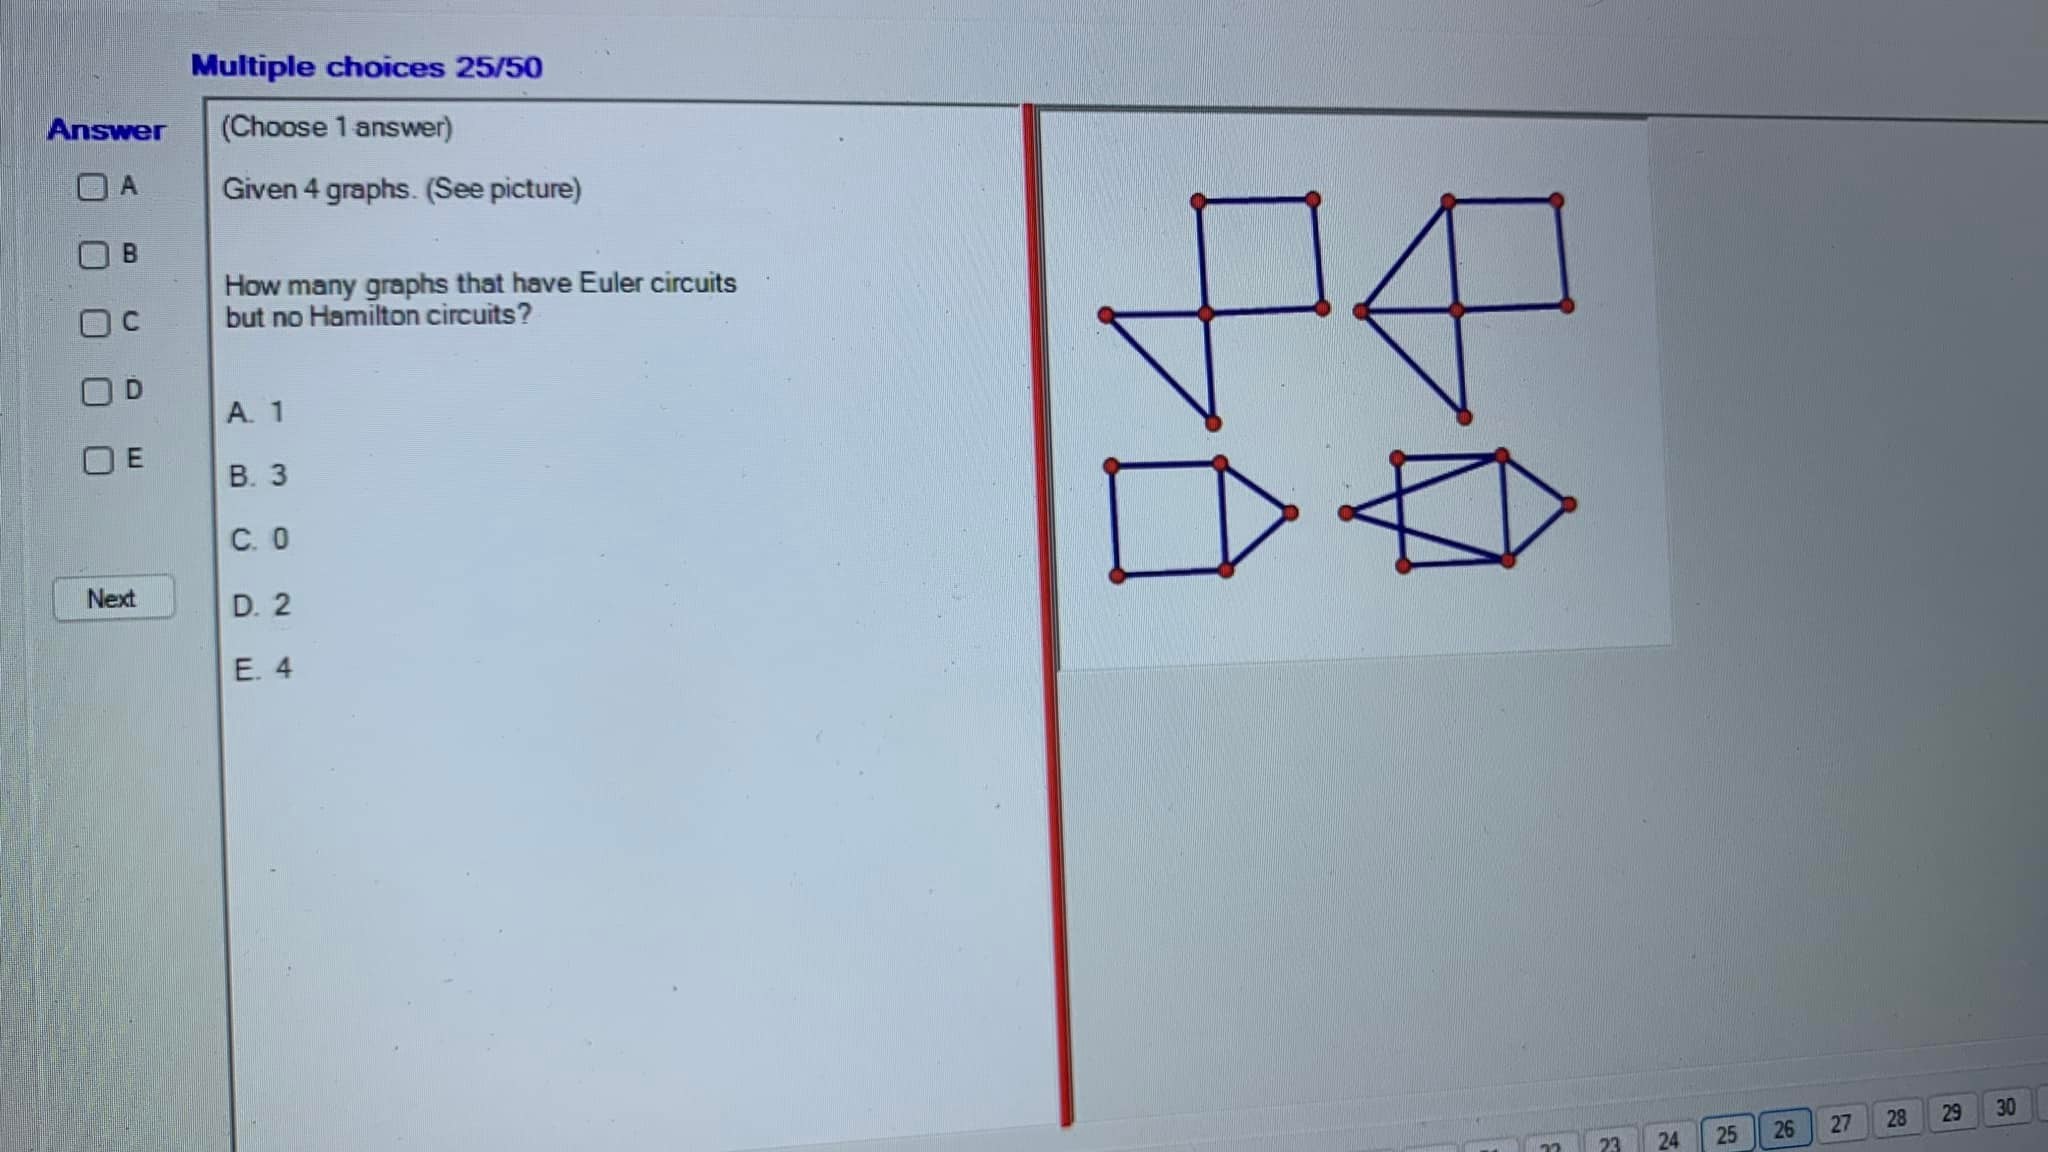 Multiple choices 25/50
Answer
A
B
C
D
E
Next
(Choose 1 answer)
Given 4 graphs. (See picture)
How many graphs that have Euler circuits
but no Hamilton circuits?
A. 1
B. 3
C. 0
D. 2
E. 4
22 23 24 25 26 27 28 29 30